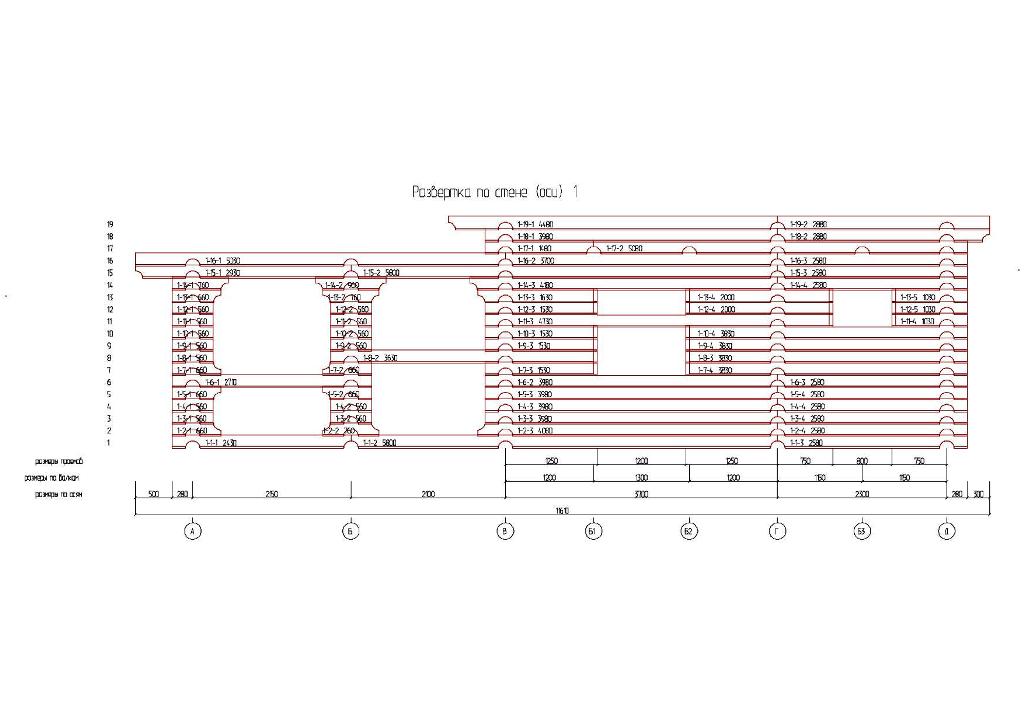 Развертка по стене (оси) 1
19 1-19-1 4480 1-19-2 2880
18 1-18-1 3980 1-18-2 2880
17 1-17-1 1480 1-17-2 5080
16 1-16-1 5030 1-16-2 3700 1-16-3 2580
15 1-15-1 2930 1-15-2 5800 1-15-3 2580
14 1-14-1 760 1-14-2 960 1-14-3 4180 1-14-4 2580
13 1-13-1 660 1-13-2 760 1-13-3 1630 1-13-4 2000 1-13-5 1030
12 1-12-1 560 1-12-2 560 1-12-3 1530 1-12-4 2000 1-12-5 1030
11 1-11-1 560 1-11-2 560 1-11-3 4730 1-11-4 1030
10 1-10-1 560 1-10-2 560 1-10-3 1530 1-10-4 3830
9 1-9-1 560 1-9-2 560 1-9-3 1530 1-9-4 3830
8 1-8-1 560 1-8-2 3630 1-8-3 3830
7 1-7-1 660 1-7-2 660 1-7-3 1530 1-7-4 3830
6 1-6-1 2710 1-6-2 3980 1-6-3 2580
5 1-5-1 660 1-5-2 660 1-5-3 3980 1-5-4 2580
4 1-4-1 560 1-4-2 560 1-4-3 3980 1-4-4 2580
3 1-3-1 560 1-3-2 560 1-3-3 3980 1-3-4 2580
2 1-2-1 660 1-2-2 760 1-2-3 4080 1-2-4 2580
1 1-1-1 2430 1-1-2 5800 1-1-3 2580
размеры проемов 1250 1200 1250 750 800 750
размеры по балкам 1200 1300 1200 1150 1150
размеры по осям 500 280 2150 2100 3700 2300 280 300
11610
А Б В Б1 Б2 Г Б3 Д